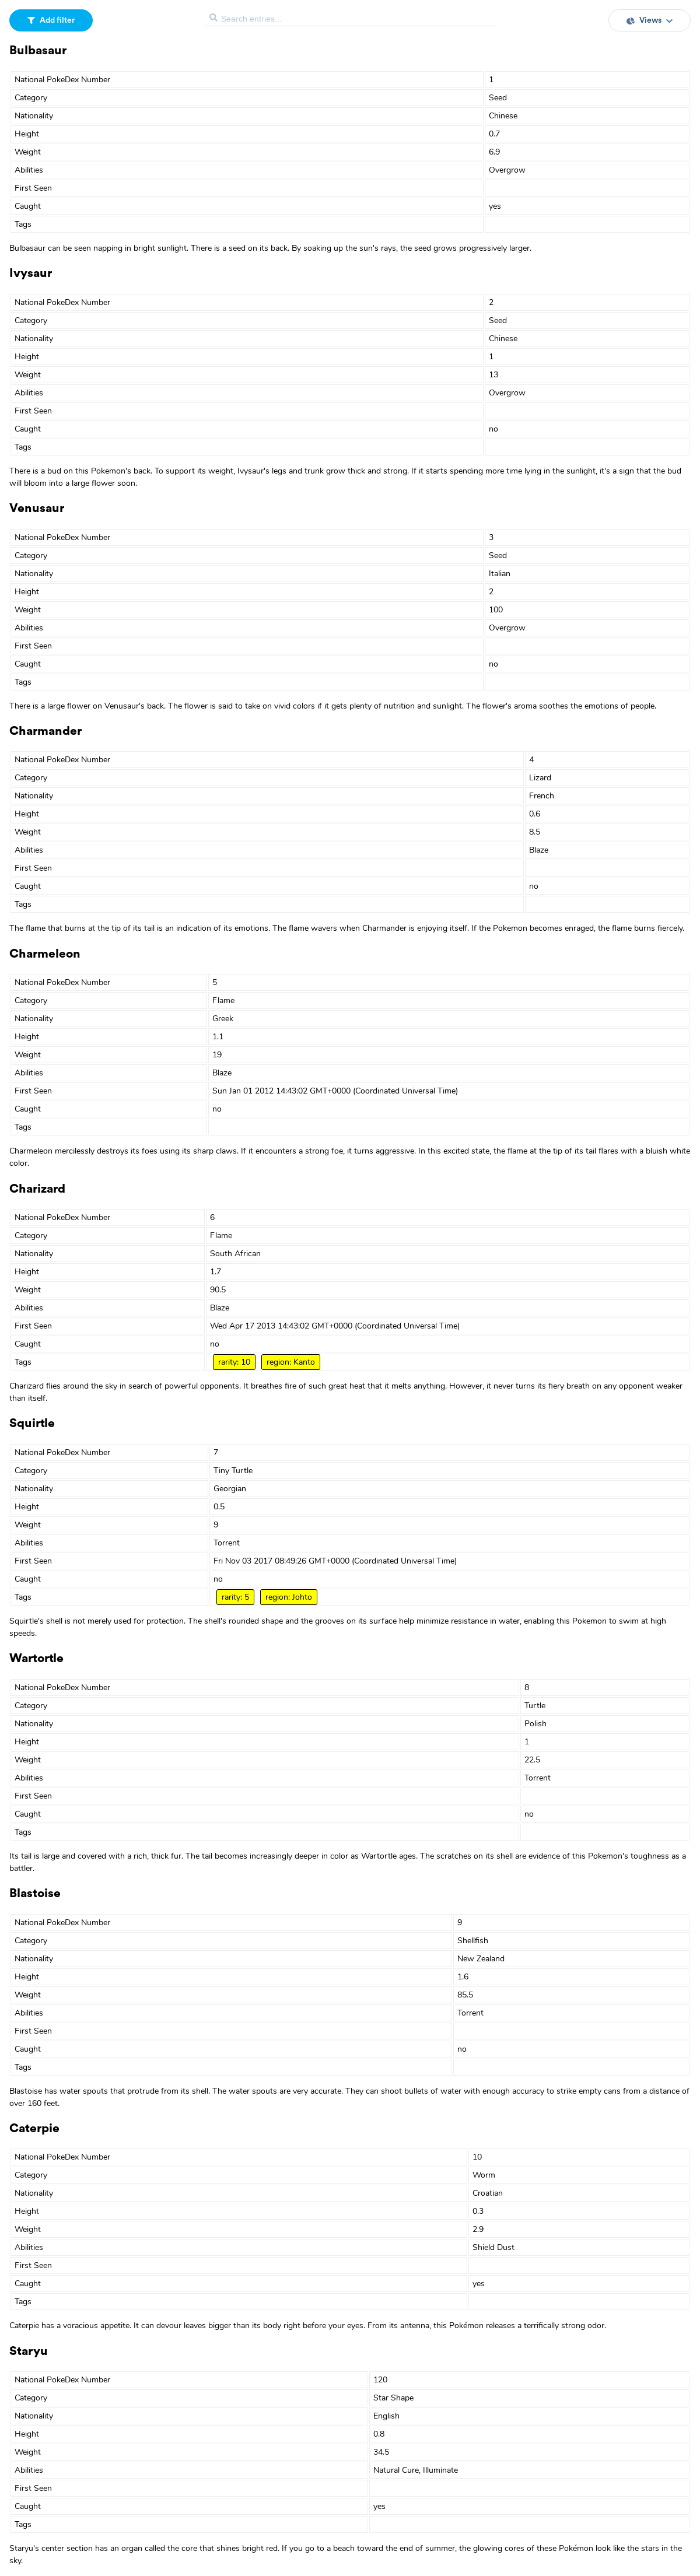 Add filter
Search entries...
Views
Bulbasaur
National PokeDex Number 1
Category Seed
Nationality Chinese
Height 0.7
Weight 6.9
Abilities Overgrow
First Seen
Caught yes
Tags
Bulbasaur can be seen napping in bright sunlight. There is a seed on its back. By soaking up the sun's rays, the seed grows progressively larger.
Ivysaur
National PokeDex Number 2
Category Seed
Nationality Chinese
Height 1
Weight 13
Abilities Overgrow
First Seen
Caught no
Tags
There is a bud on this Pokemon's back. To support its weight, Ivysaur's legs and trunk grow thick and strong. If it starts spending more time lying in the sunlight, it's a sign that the bud
will bloom into a large flower soon.
Venusaur
National PokeDex Number 3
Category Seed
Nationality Italian
Height 2
Weight 100
Abilities Overgrow
First Seen
Caught no
Tags
There is a large flower on Venusaur's back. The flower is said to take on vivid colors if it gets plenty of nutrition and sunlight. The flower's aroma soothes the emotions of people.
Charmander
National PokeDex Number 4
Category Lizard
Nationality French
Height 0.6
Weight 8.5
Abilities Blaze
First Seen
Caught no
Tags
The flame that burns at the tip of its tail is an indication of its emotions. The flame wavers when Charmander is enjoying itself. If the Pokemon becomes enraged, the flame burns fiercely.
Charmeleon
National PokeDex Number 5
Category Flame
Nationality Greek
Height 1.1
Weight 19
Abilities Blaze
First Seen Sun Jan 01 2012 14:43:02 GMT+0000 (Coordinated Universal Time)
Caught no
Tags
Charmeleon mercilessly destroys its foes using its sharp claws. If it encounters a strong foe, it turns aggressive. In this excited state, the flame at the tip of its tail flares with a bluish white
color.
Charizard
National PokeDex Number 6
Category Flame
Nationality South African
Height 1.7
Weight 90.5
Abilities Blaze
First Seen Wed Apr 17 2013 14:43:02 GMT+0000 (Coordinated Universal Time)
Caught no
Tags rarity: 10 region: Kanto
Charizard flies around the sky in search of powerful opponents. It breathes fire of such great heat that it melts anything. However, it never turns its fiery breath on any opponent weaker
than itself.
Squirtle
National PokeDex Number 7
Category Tiny Turtle
Nationality Georgian
Height 0.5
Weight 9
Abilities Torrent
First Seen Fri Nov 03 2017 08:49:26 GMT+0000 (Coordinated Universal Time)
Caught no
Tags rarity: 5 region: Johto
Squirtle's shell is not merely used for protection. The shell's rounded shape and the grooves on its surface help minimize resistance in water, enabling this Pokemon to swim at high
speeds.
Wartortle
National PokeDex Number 8
Category Turtle
Nationality Polish
Height 1
Weight 22.5
Abilities Torrent
First Seen
Caught no
Tags
Its tail is large and covered with a rich, thick fur. The tail becomes increasingly deeper in color as Wartortle ages. The scratches on its shell are evidence of this Pokemon's toughness as a
battler.
Blastoise
National PokeDex Number 9
Category Shellfish
Nationality New Zealand
Height 1.6
Weight 85.5
Abilities Torrent
First Seen
Caught no
Tags
Blastoise has water spouts that protrude from its shell. The water spouts are very accurate. They can shoot bullets of water with enough accuracy to strike empty cans from a distance of
over 160 feet.
Caterpie
National PokeDex Number 10
Category Worm
Nationality Croatian
Height 0.3
Weight 2.9
Abilities Shield Dust
First Seen
Caught yes
Tags
Caterpie has a voracious appetite. It can devour leaves bigger than its body right before your eyes. From its antenna, this Pokémon releases a terrifically strong odor.
Staryu
National PokeDex Number 120
Category Star Shape
Nationality English
Height 0.8
Weight 34.5
Abilities Natural Cure, Illuminate
First Seen
Caught yes
Tags
Staryu's center section has an organ called the core that shines bright red. If you go to a beach toward the end of summer, the glowing cores of these Pokémon look like the stars in the
sky.